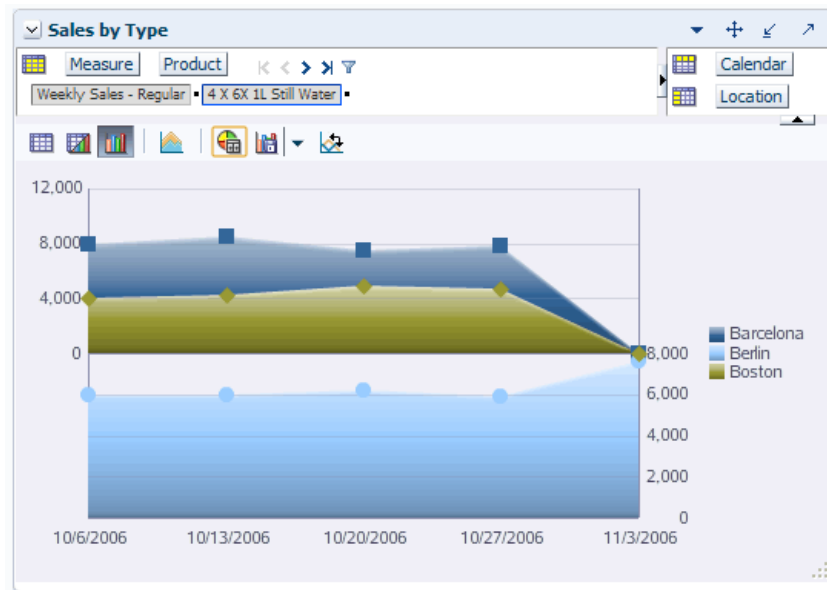 Sales by Type
Measure Product
Calendar
Weekly Sales - Regular 4 X 6X 1L Still Water
Location
12,000
8,000
4,000
0
8,000
6,000
4,000
2,000
0
Barcelona
Berlin
Boston
10/6/2006 10/13/2006 10/20/2006 10/27/2006 11/3/2006